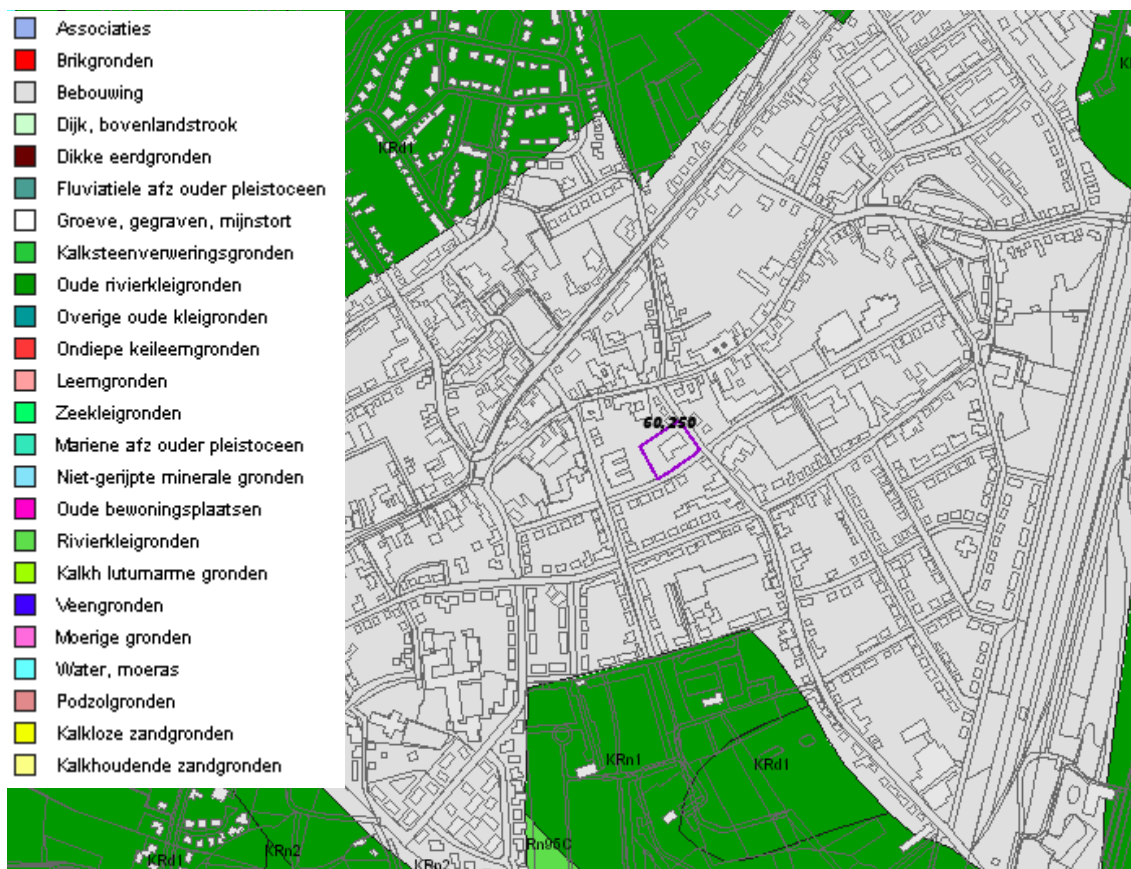 Associaties
Brikgronden
Bebouwing
Dijk, bovenlandstrook
Dikke eerdgronden
Fluviatiele afz ouder pleistoceen
Groeve, gegraven, mijnstort
Kalksteenverweringsgronden
Oude rivierkleigronden
Overige oude kleigronden
Ondiepe keileemgronden
Leemgronden
Zeekleigronden
Mariene afz ouder pleistoceen
Niet-gerijpte minerale gronden
Oude bewoningsplaatsen
Rivierkleigronden
Kalkh lutumarme gronden
Veengronden
Moerige gronden
Water, moeras
Podzolgronden
Kalkloze zandgronden
Kalkhoudende zandgronden
KRd1
60,250
KRn1
KRd1
Rn95C
KRn2
KRd1
KRn2